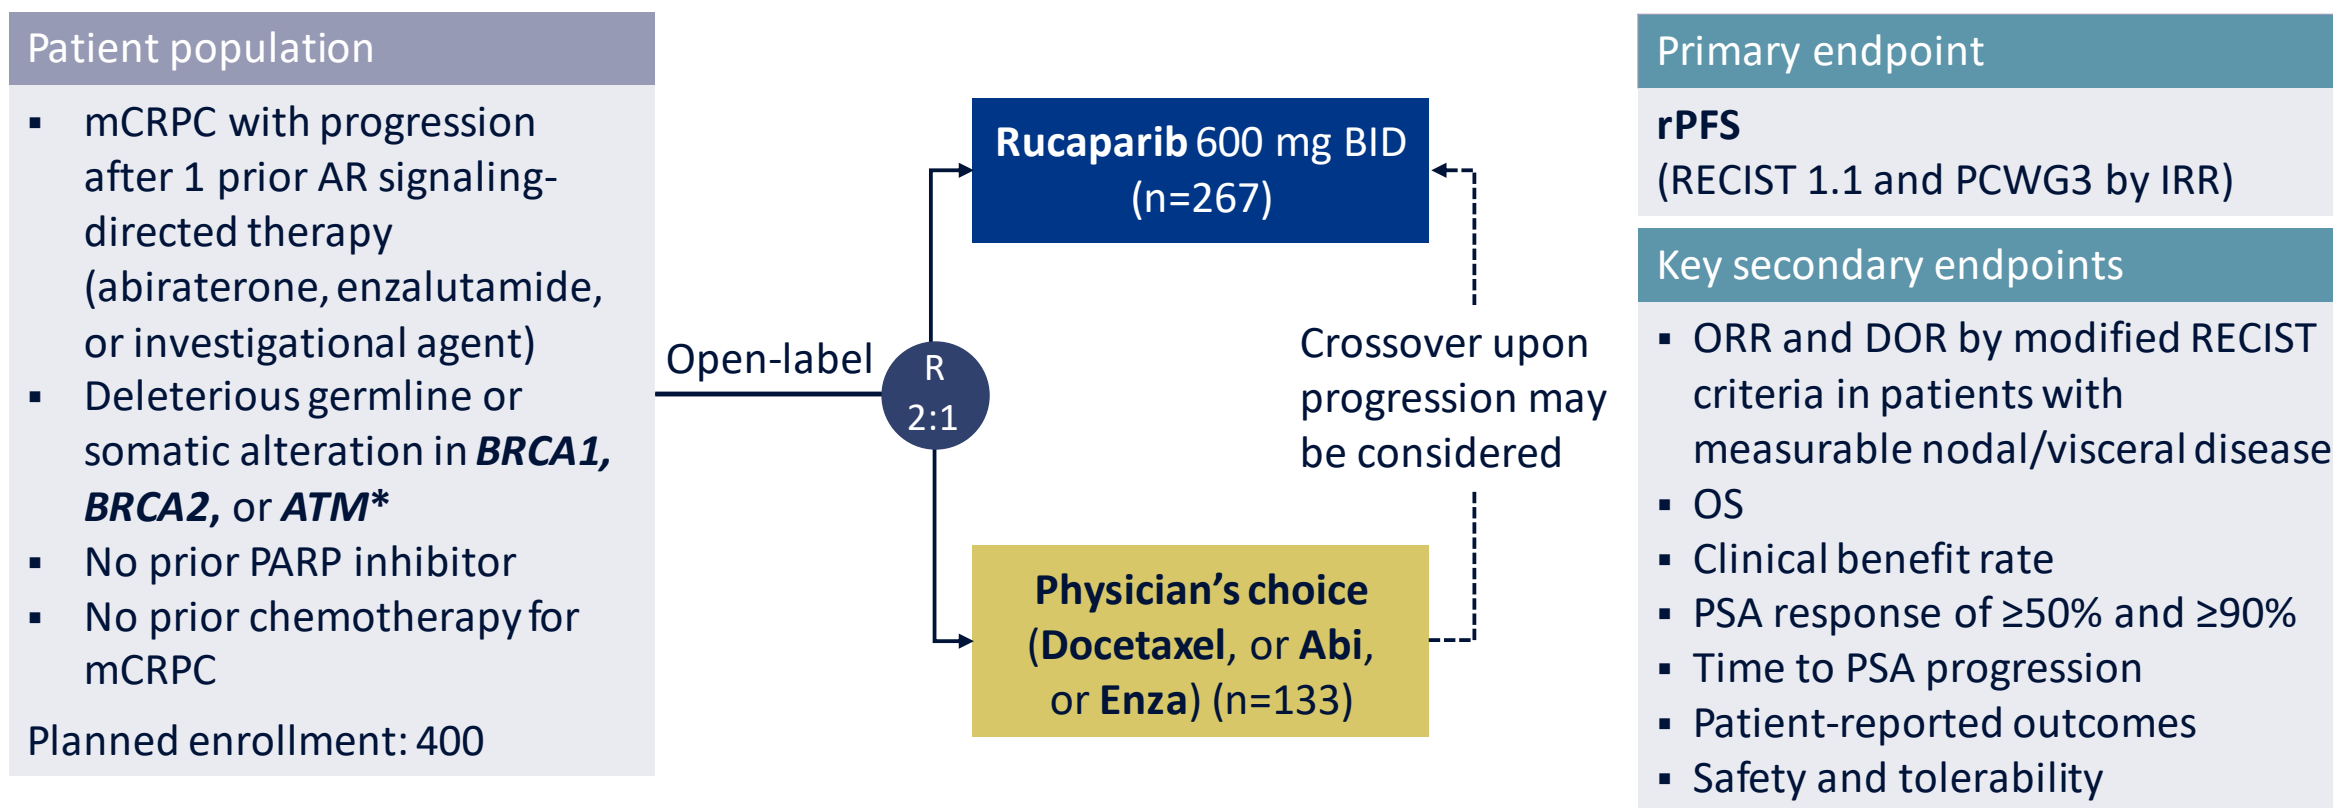 Patient population
▪ mCRPC with progression
after 1 prior AR signaling-
directed therapy
(abiraterone, enzalutamide,
or investigational agent)
▪ Deleterious germline or
somatic alteration in BRCA1,
BRCA2, or ATM*
▪ No prior PARP inhibitor
▪ No prior chemotherapy for
mCRPC
Planned enrollment: 400
Open-label
R
2:1
Rucaparib 600 mg BID
(n=267)
Crossover upon
progression may
be considered
Physician’s choice
(Docetaxel, or Abi,
or Enza) (n=133)
Primary endpoint
rPFS
(RECIST 1.1 and PCWG3 by IRR)
Key secondary endpoints
▪ ORR and DOR by modified RECIST
criteria in patients with
measurable nodal/visceral disease
▪ OS
▪ Clinical benefit rate
▪ PSA response of ≥50% and ≥90%
▪ Time to PSA progression
▪ Patient-reported outcomes
▪ Safety and tolerability